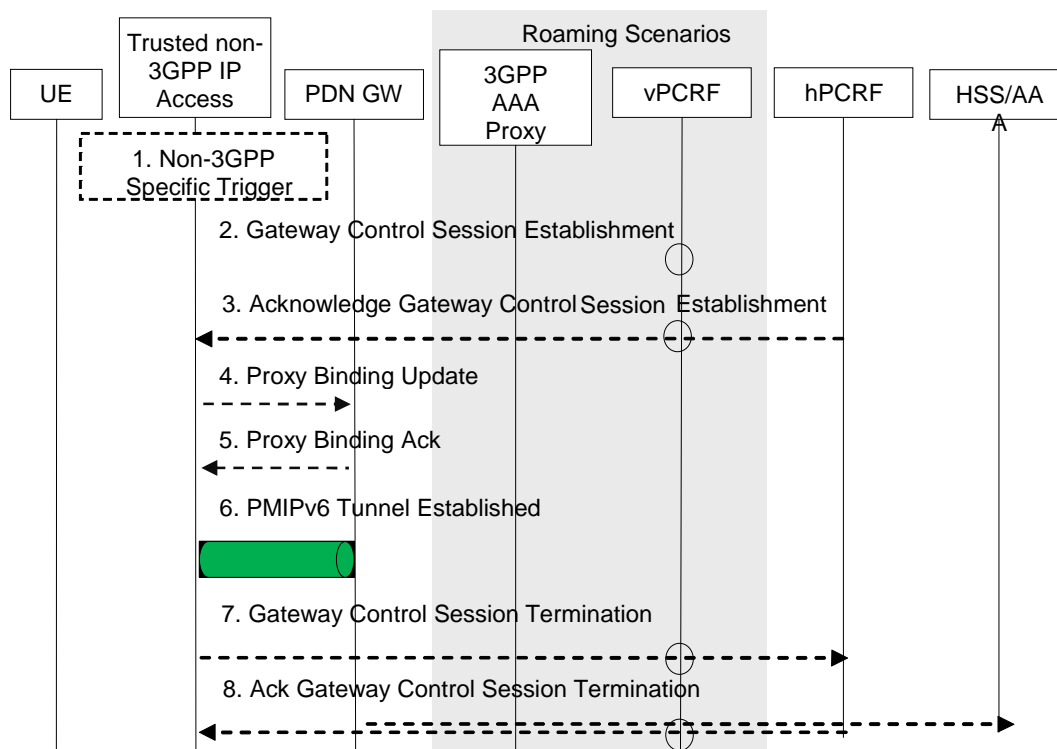 Roaming Scenarios
UE
Trusted non-
3GPP IP
Access
PDN GW
3GPP
AAA
Proxy
vPCRF
hPCRF
HSS/AA
A
1. Non-3GPP
Specific Trigger
2. Gateway Control Session Establishment
3. Acknowledge Gateway Control Session Establishment
4. Proxy Binding Update
5. Proxy Binding Ack
6. PMIPv6 Tunnel Established
7. Gateway Control Session Termination
8. Ack Gateway Control Session Termination